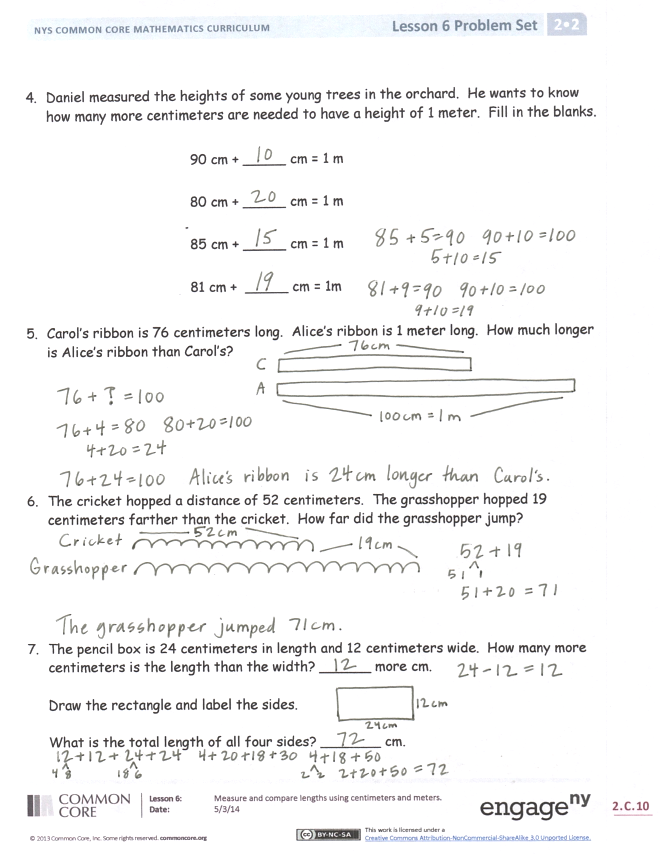 NYS COMMON CORE MATHEMATICS CURRICULUM Lesson 6 Problem Set 2•2
4. Daniel measured the heights of some young trees in the orchard. He wants to know
how many more centimeters are needed to have a height of 1 meter. Fill in the blanks.
90 cm + 10 cm = 1 m
80 cm + 20 cm = 1 m
85 cm + 15 cm = 1 m 85 + 5 = 90 90 + 10 = 100
5 + 10 = 15
81 cm + 19 cm = 1m 81 + 9 = 90 90 + 10 = 100
9 + 10 = 19
5. Carol's ribbon is 76 centimeters long. Alice's ribbon is 1 meter long. How much longer
is Alice's ribbon than Carol's? 76cm
C
A
76 + ? = 100
100cm = 1m
76 + 4 = 80 80 + 20 = 100
4 + 20 = 24
76 + 24 = 100 Alice's ribbon is 24 cm longer than Carol's.
6. The cricket hopped a distance of 52 centimeters. The grasshopper hopped 19
centimeters farther than the cricket. How far did the grasshopper jump?
Cricket 52cm 19cm 52 + 19
Grasshopper 51 1
51 + 20 = 71
The grasshopper jumped 71cm.
7. The pencil box is 24 centimeters in length and 12 centimeters wide. How many more
centimeters is the length than the width? 12 more cm. 24 - 12 = 12
Draw the rectangle and label the sides. 12cm
24cm
What is the total length of all four sides? 72 cm.
12 + 12 + 24 + 24 4 + 20 + 18 + 30 4 + 18 + 50
4 8 18 6 2 2 2 + 20 + 50 = 72
COMMON CORE
Lesson 6: Measure and compare lengths using centimeters and meters.
Date: 5/3/14
engage ny
2.C.10
© 2013 Common Core, Inc. Some rights reserved. commoncore.org
CC BY-NC-SA
This work is licensed under a
Creative Commons Attribution-NonCommercial-ShareAlike 3.0 Unported License.